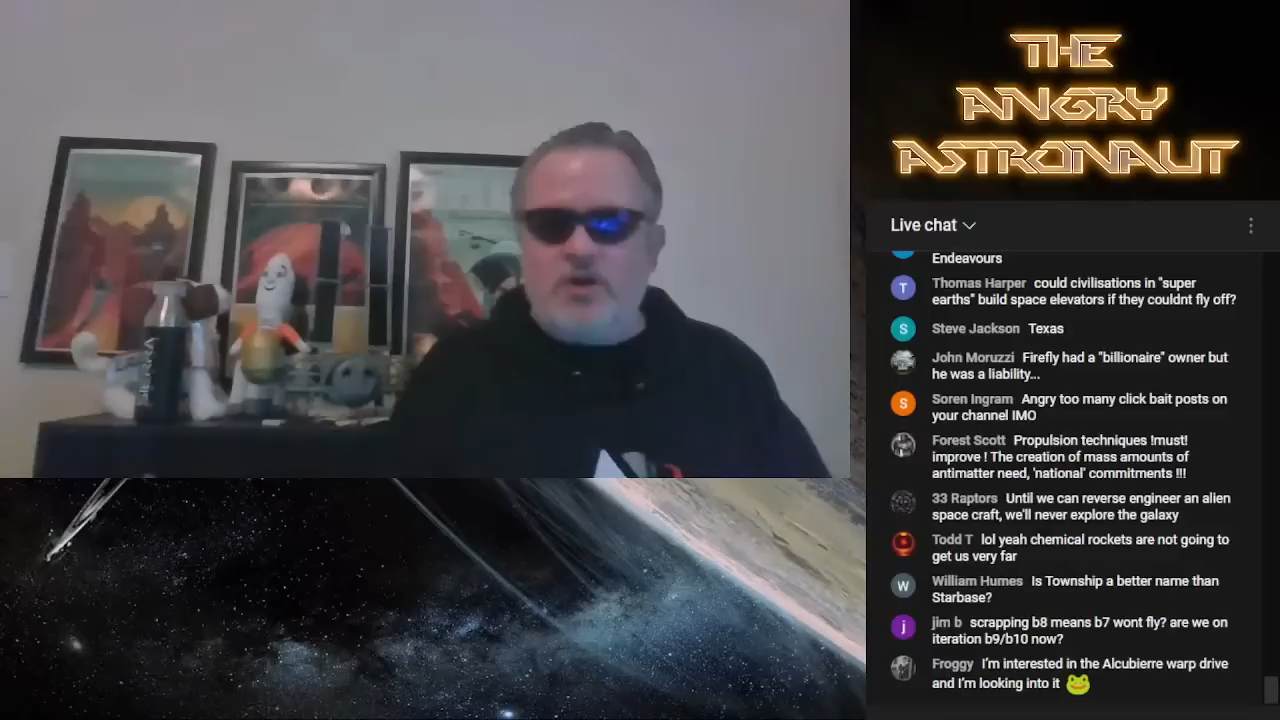 THE
ANGRY
ASTRONAUT
Live chat
Endeavours
T Thomas Harper could civilisations in "super
earths" build space elevators if they couldnt fly off?
S Steve Jackson Texas
John Moruzzi Firefly had a "billionaire" owner but
he was a liability...
S Soren Ingram Angry too many click bait posts on
your channel IMO
Forest Scott Propulsion techniques !must!
improve ! The creation of mass amounts of
antimatter need, 'national' commitments !!!
33 Raptors Until we can reverse engineer an alien
space craft, we'll never explore the galaxy
Todd T lol yeah chemical rockets are not going to
get us very far
W William Humes Is Township a better name than
Starbase?
j jim b scrapping b8 means b7 wont fly? are we on
iteration b9/b10 now?
Froggy I'm interested in the Alcubierre warp drive
and I'm looking into it 🐸